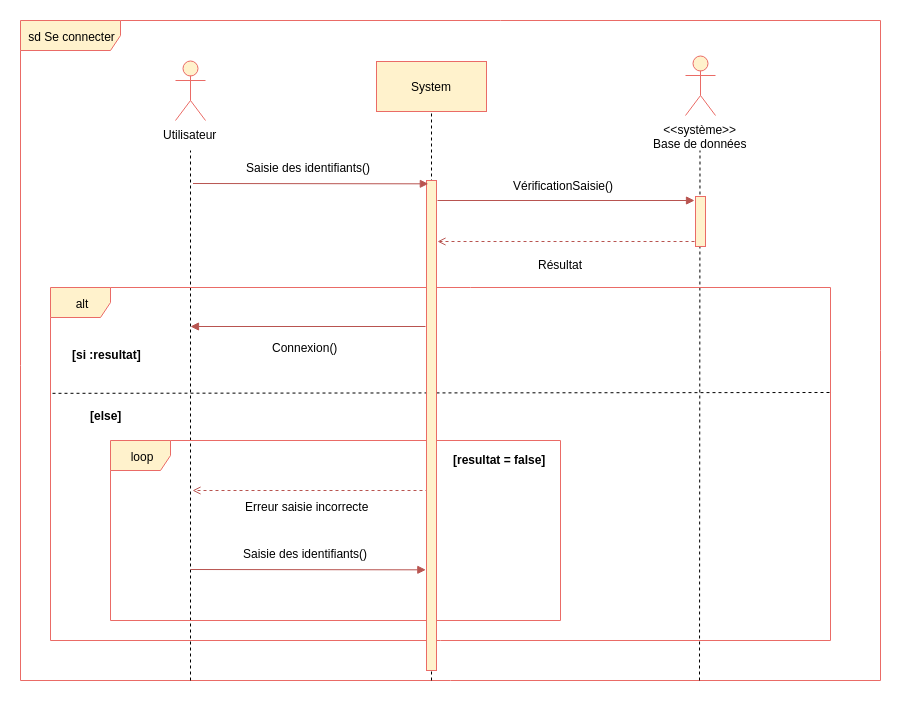 sd Se connecter
System
Utilisateur
<<système>>
Base de données
Saisie des identifiants()
VérificationSaisie()
Résultat
alt
Connexion()
[si :resultat]
[else]
loop
[resultat = false]
Erreur saisie incorrecte
Saisie des identifiants()